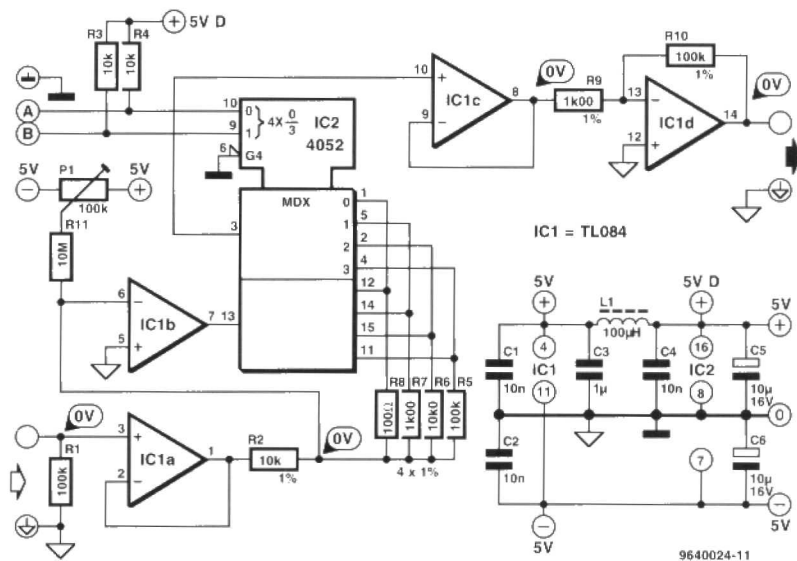 R3 R4
10k 10k
5V D
A
B
10 0
9 1
4X 0/3
6 G4
IC2
4052
MDX
3
13
0 1
1 5
2 2
3 4
12
14
15
11
5V
P1
5V
100k
R11
10M
6
5
IC1b
7
0V
3
2
IC1a
1
R1
100k
R2
10k
1%
0V
R8 R7 R6 R5
100Ω 1k00 10k0 100k
4 x 1%
10
9
IC1c
8
0V
R9
1k00
1%
R10
100k
1%
13
12
IC1d
14
0V
IC1 = TL084
5V
L1
100µH
5V D
5V
C1
10n
4
IC1
11
C3
1µ
C4
10n
16
IC2
8
C5
10µ
16V
0
C2
10n
7
C6
10µ
16V
5V
5V
9640024-11